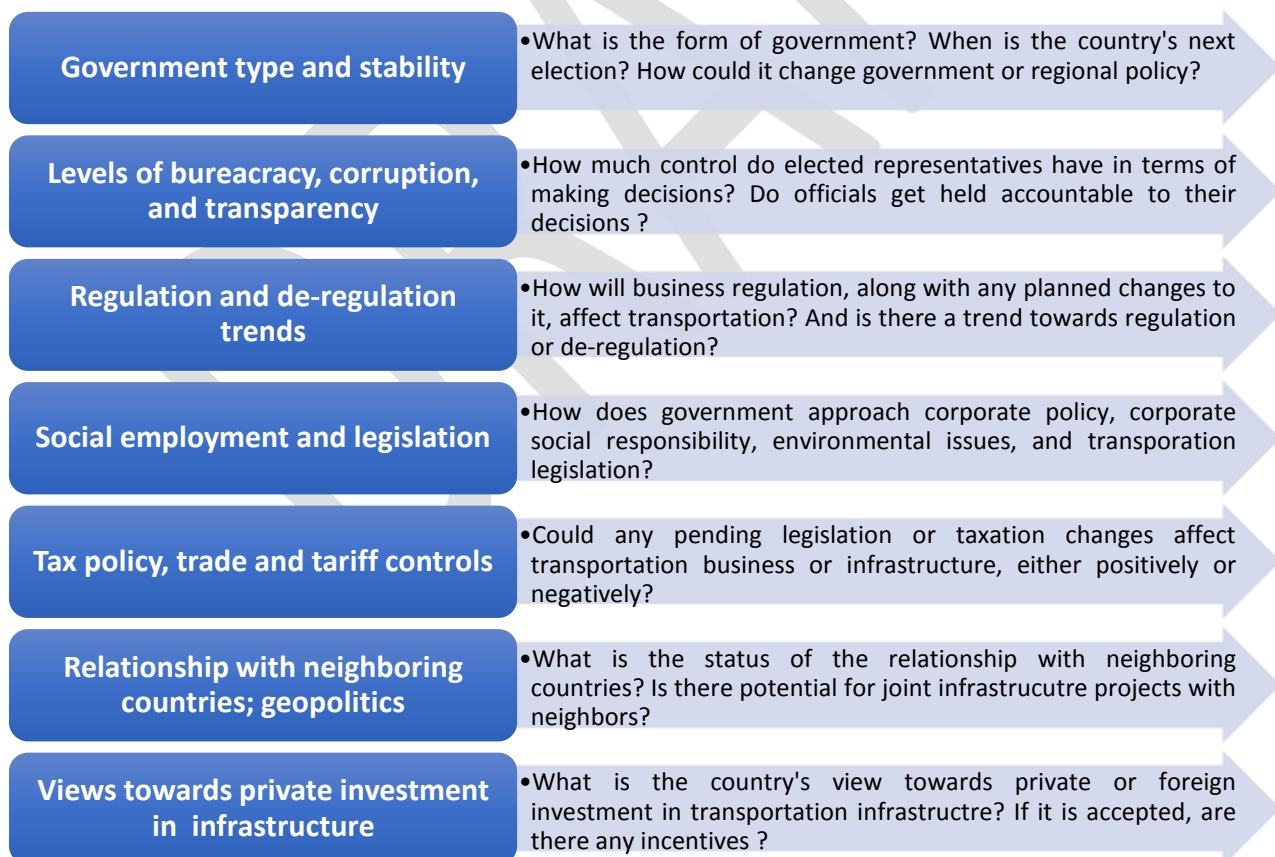 Government type and stability
•What is the form of government? When is the country's next
election? How could it change government or regional policy?
Levels of bureacracy, corruption,
and transparency
•How much control do elected representatives have in terms of
making decisions? Do officials get held accountable to their
decisions ?
Regulation and de-regulation
trends
•How will business regulation, along with any planned changes to
it, affect transportation? And is there a trend towards regulation
or de-regulation?
Social employment and legislation
•How does government approach corporate policy, corporate
social responsibility, environmental issues, and transporation
legislation?
Tax policy, trade and tariff controls
•Could any pending legislation or taxation changes affect
transportation business or infrastructure, either positively or
negatively?
Relationship with neighboring
countries; geopolitics
•What is the status of the relationship with neighboring
countries? Is there potential for joint infrastrucutre projects with
neighbors?
Views towards private investment
in infrastructure
•What is the country's view towards private or foreign
investment in transportation infrastructre? If it is accepted, are
there any incentives ?